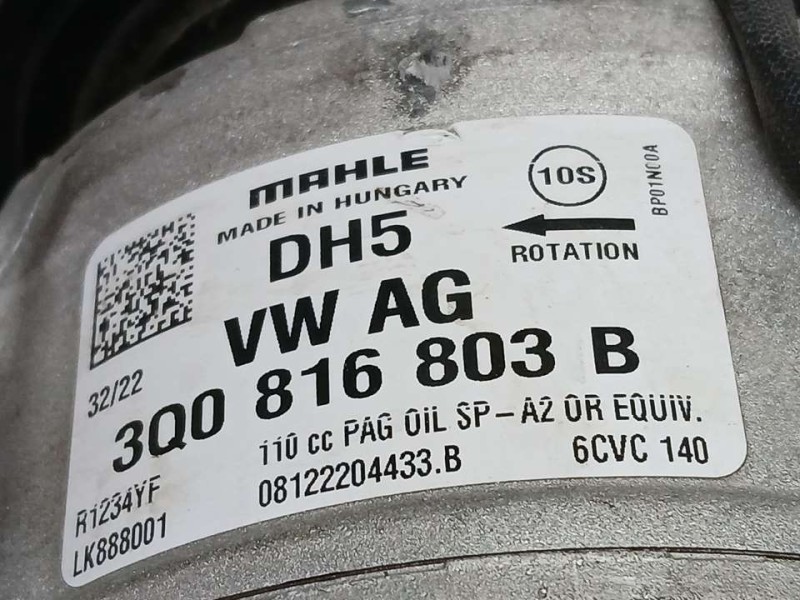 MAHLE
MADE IN HUNGARY
10S
BP01N00A
DH5
ROTATION
VW AG
32/22
3Q0 816 803 B
110 cc PAG OIL SP-A2 OR EQUIV.
R1234YF
08122204433.B
6CVC 140
LK888001